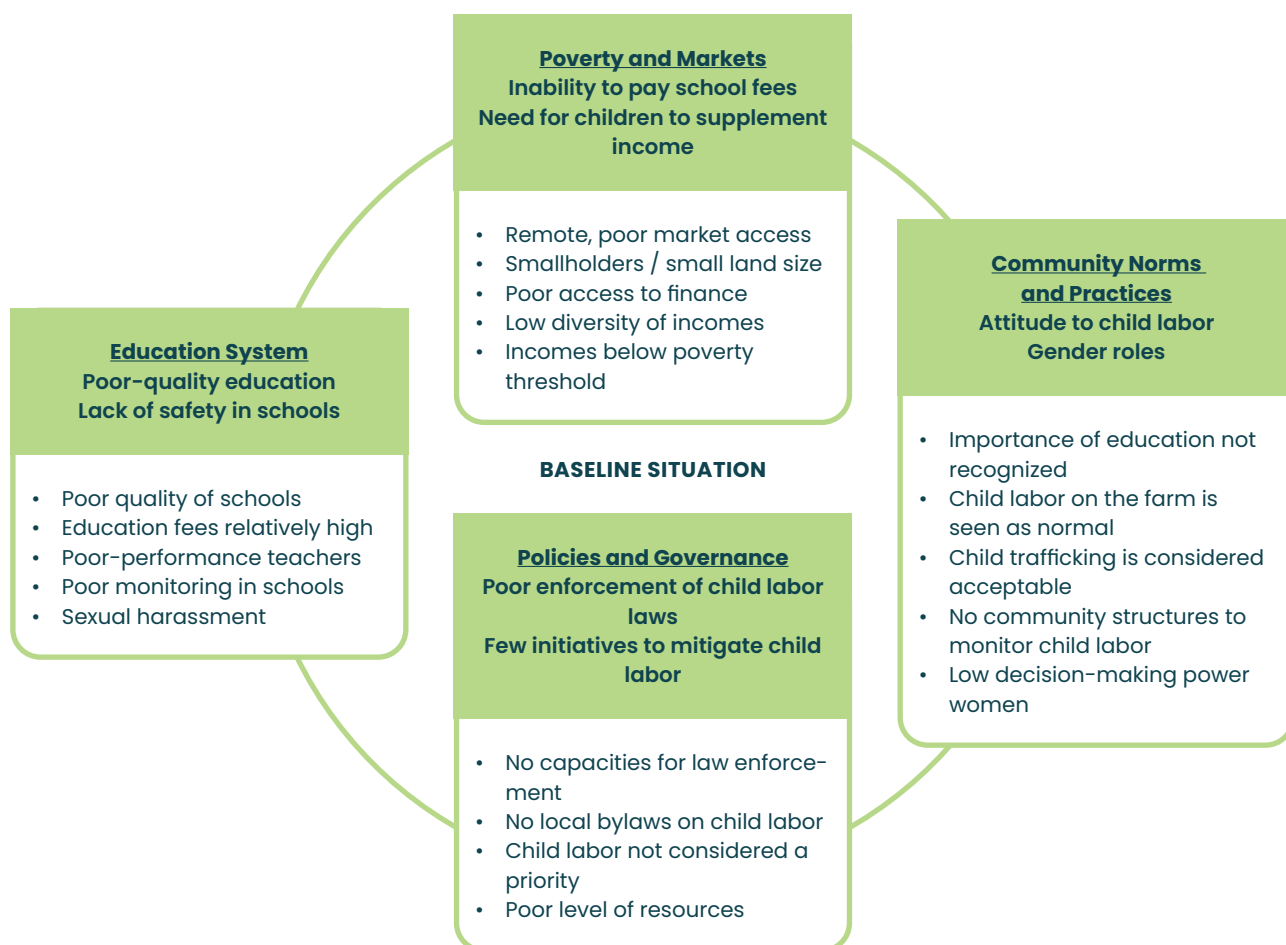 Poverty and Markets
Inability to pay school fees
Need for children to supplement
income
• Remote, poor market access
• Smallholders / small land size
• Poor access to finance
• Low diversity of incomes
• Incomes below poverty
threshold
Community Norms
and Practices
Attitude to child labor
Gender roles
• Importance of education not
recognized
• Child labor on the farm is
seen as normal
• Child trafficking is considered
acceptable
• No community structures to
monitor child labor
• Low decision-making power
women
Education System
Poor-quality education
Lack of safety in schools
• Poor quality of schools
• Education fees relatively high
• Poor-performance teachers
• Poor monitoring in schools
• Sexual harassment
BASELINE SITUATION
Policies and Governance
Poor enforcement of child labor
laws
Few initiatives to mitigate child
labor
• No capacities for law enforce-
ment
• No local bylaws on child labor
• Child labor not considered a
priority
• Poor level of resources